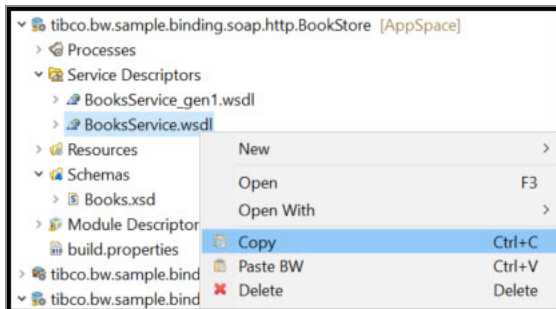 tibco.bw.sample.binding.soap.http.BookStore [AppSpace]
Processes
Service Descriptors
BooksService_gen1.wsdl
BooksService.wsdl
Resources
New
Schemas
Open F3
Books.xsd
Open With
Module Descriptor
Copy Ctrl+C
build.properties
Paste BW Ctrl+V
tibco.bw.sample.bind
Delete Delete
tibco.bw.sample.bind